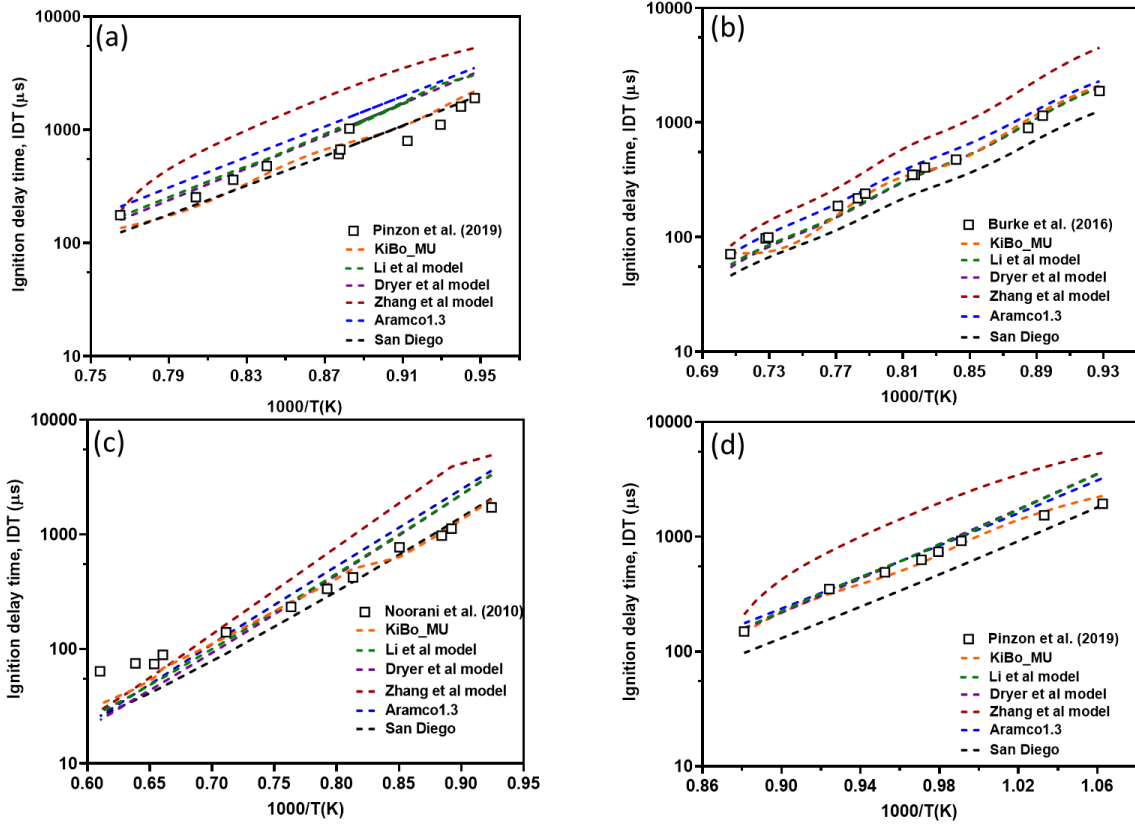 (a)
Ignition delay time, IDT (μs)
10000
1000
100
10
0.75 0.79 0.83 0.87 0.91 0.95
1000/T(K)
Pinzon et al. (2019)
KiBo_MU
Li et al model
Dryer et al model
Zhang et al model
Aramco1.3
San Diego
(b)
Ignition delay time, IDT (μs)
10000
1000
100
10
0.69 0.73 0.77 0.81 0.85 0.89 0.93
1000/T(K)
Burke et al. (2016)
KiBo_MU
Li et al model
Dryer et al model
Zhang et al model
Aramco1.3
San Diego
(c)
Ignition delay time, IDT (μs)
10000
1000
100
10
0.60 0.65 0.70 0.75 0.80 0.85 0.90 0.95
1000/T(K)
Noorani et al. (2010)
KiBo_MU
Li et al model
Dryer et al model
Zhang et al model
Aramco1.3
San Diego
(d)
Ignition delay time, IDT (μs)
10000
1000
100
10
0.86 0.90 0.94 0.98 1.02 1.06
1000/T(K)
Pinzon et al. (2019)
KiBo_MU
Li et al model
Dryer et al model
Zhang et al model
Aramco1.3
San Diego